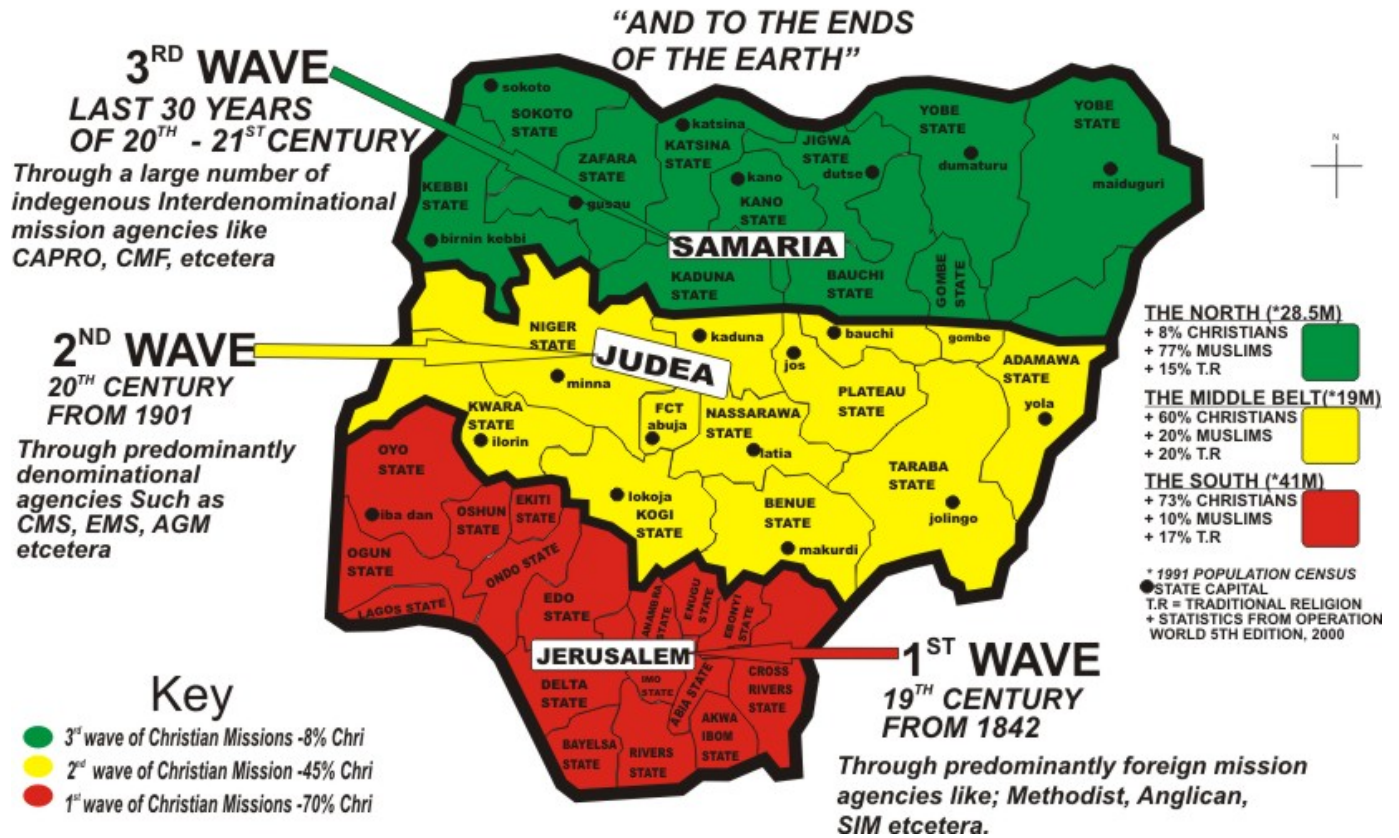 “AND TO THE ENDS
OF THE EARTH”
3RD WAVE
LAST 30 YEARS
OF 20TH - 21ST CENTURY
Through a large number of
indegenous Interdenominational
mission agencies like
CAPRO, CMF, etcetera
2ND WAVE
20TH CENTURY
FROM 1901
Through predominantly
denominational
agencies Such as
CMS, EMS, AGM
etcetera
sokoto
SOKOTO
STATE
katsina
KATSINA
STATE
ZAFARA
STATE
gusau
KEBBI
STATE
birnin kebbi
kano
KANO
STATE
JIGWA
STATE
dutse
YOBE
STATE
dumaturu
YOBE
STATE
maiduguri
SAMARIA
KADUNA
STATE
BAUCHI
STATE
GOMBE
STATE
NIGER
STATE
JUDEA
minna
kaduna
jos
bauchi
gombe
ADAMAWA
STATE
yola
PLATEAU
STATE
KWARA
STATE
ilorin
FCT
abuja
NASSARAWA
STATE
latia
TARABA
STATE
jolingo
lokoja
KOGI
STATE
BENUE
STATE
makurdi
OYO
STATE
iba dan
OSHUN
STATE
EKITI
STATE
OGUN
STATE
ONDO STATE
LAGOS STATE
EDO
STATE
ANAMBRA
STATE
ENUGU
STATE
EBONYI
STATE
JERUSALEM
DELTA
STATE
IMO
STATE
ABIA STATE
CROSS
RIVERS
STATE
AKWA
IBOM
STATE
BAYELSA
STATE
RIVERS
STATE
1ST WAVE
19TH CENTURY
FROM 1842
Through predominantly foreign mission
agencies like; Methodist, Anglican,
SIM etcetera.
N
THE NORTH (*28.5M)
+ 8% CHRISTIANS
+ 77% MUSLIMS
+ 15% T.R
THE MIDDLE BELT(*19M)
+ 60% CHRISTIANS
+ 20% MUSLIMS
+ 20% T.R
THE SOUTH (*41M)
+ 73% CHRISTIANS
+ 10% MUSLIMS
+ 17% T.R
* 1991 POPULATION CENSUS
STATE CAPITAL
T.R = TRADITIONAL RELIGION
+ STATISTICS FROM OPERATION
WORLD 5TH EDITION, 2000
Key
3rd wave of Christian Missions -8% Chri
2ed wave of Christian Mission -45% Chri
1st wave of Christian Missions -70% Chri